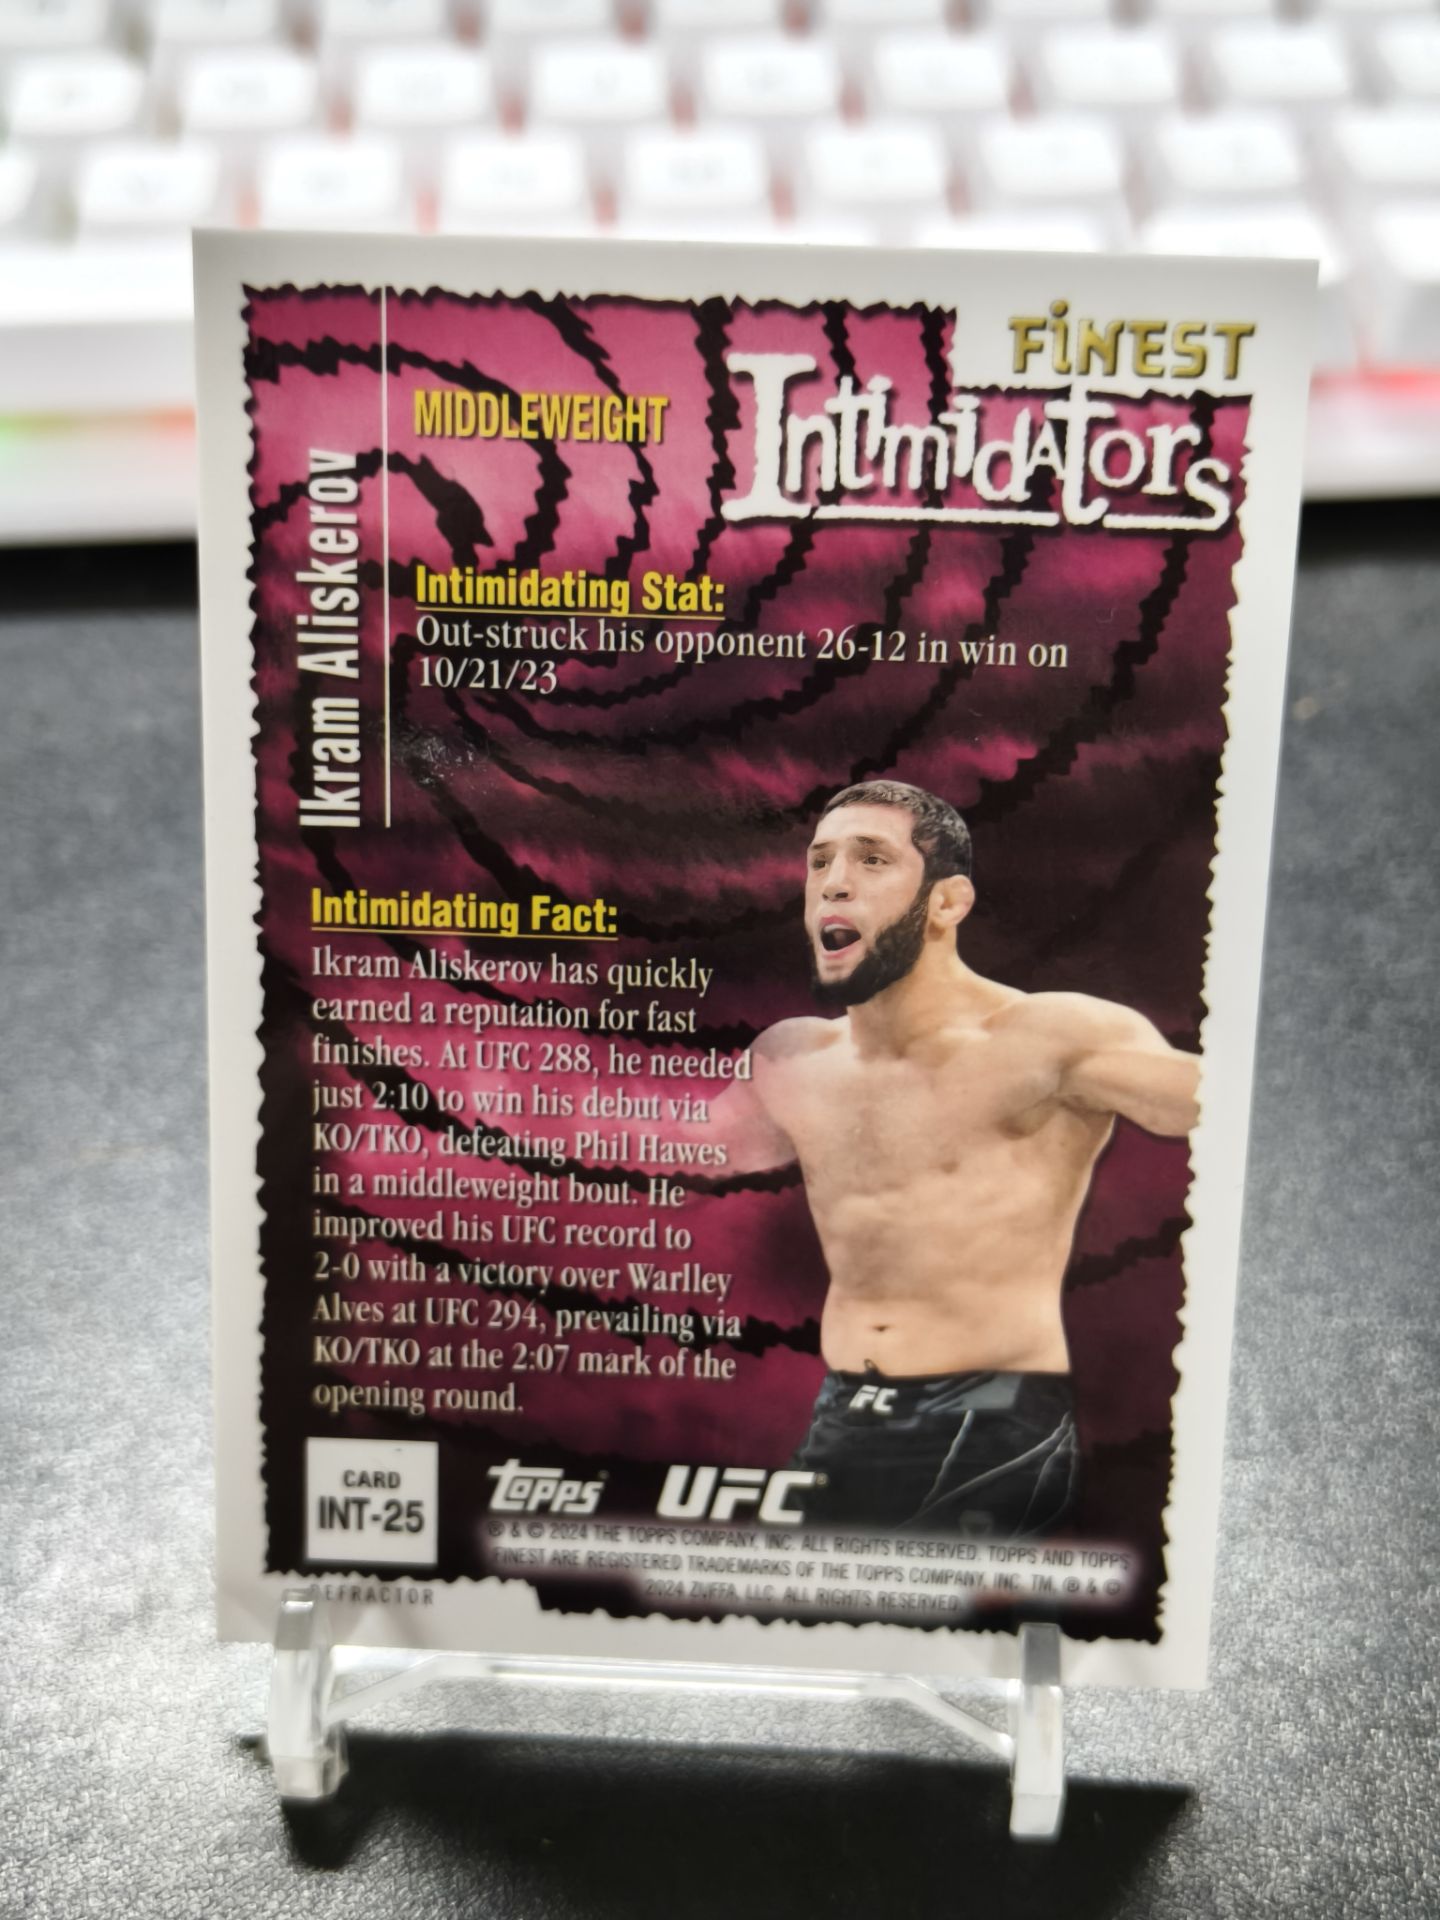 FiNEST
Intimidators
MIDDLEWEIGHT
Ikram Aliskerov
Intimidating Stat:
Out-struck his opponent 26-12 in win on
10/21/23
Intimidating Fact:
Ikram Aliskerov has quickly
earned a reputation for fast
finishes. At UFC 288, he needed
just 2:10 to win his debut via
KO/TKO, defeating Phil Hawes
in a middleweight bout. He
improved his UFC record to
2-0 with a victory over Warlley
Alves at UFC 294, prevailing via
KO/TKO at the 2:07 mark of the
opening round.
CARD
INT-25
REFRACTOR
topps
UFC®
® & © 2024 THE TOPPS COMPANY, INC. ALL RIGHTS RESERVED. TOPPS AND TOPPS
FINEST ARE REGISTERED TRADEMARKS OF THE TOPPS COMPANY, INC. TM, ® & ©
2024 ZUFFA, LLC. ALL RIGHTS RESERVED.